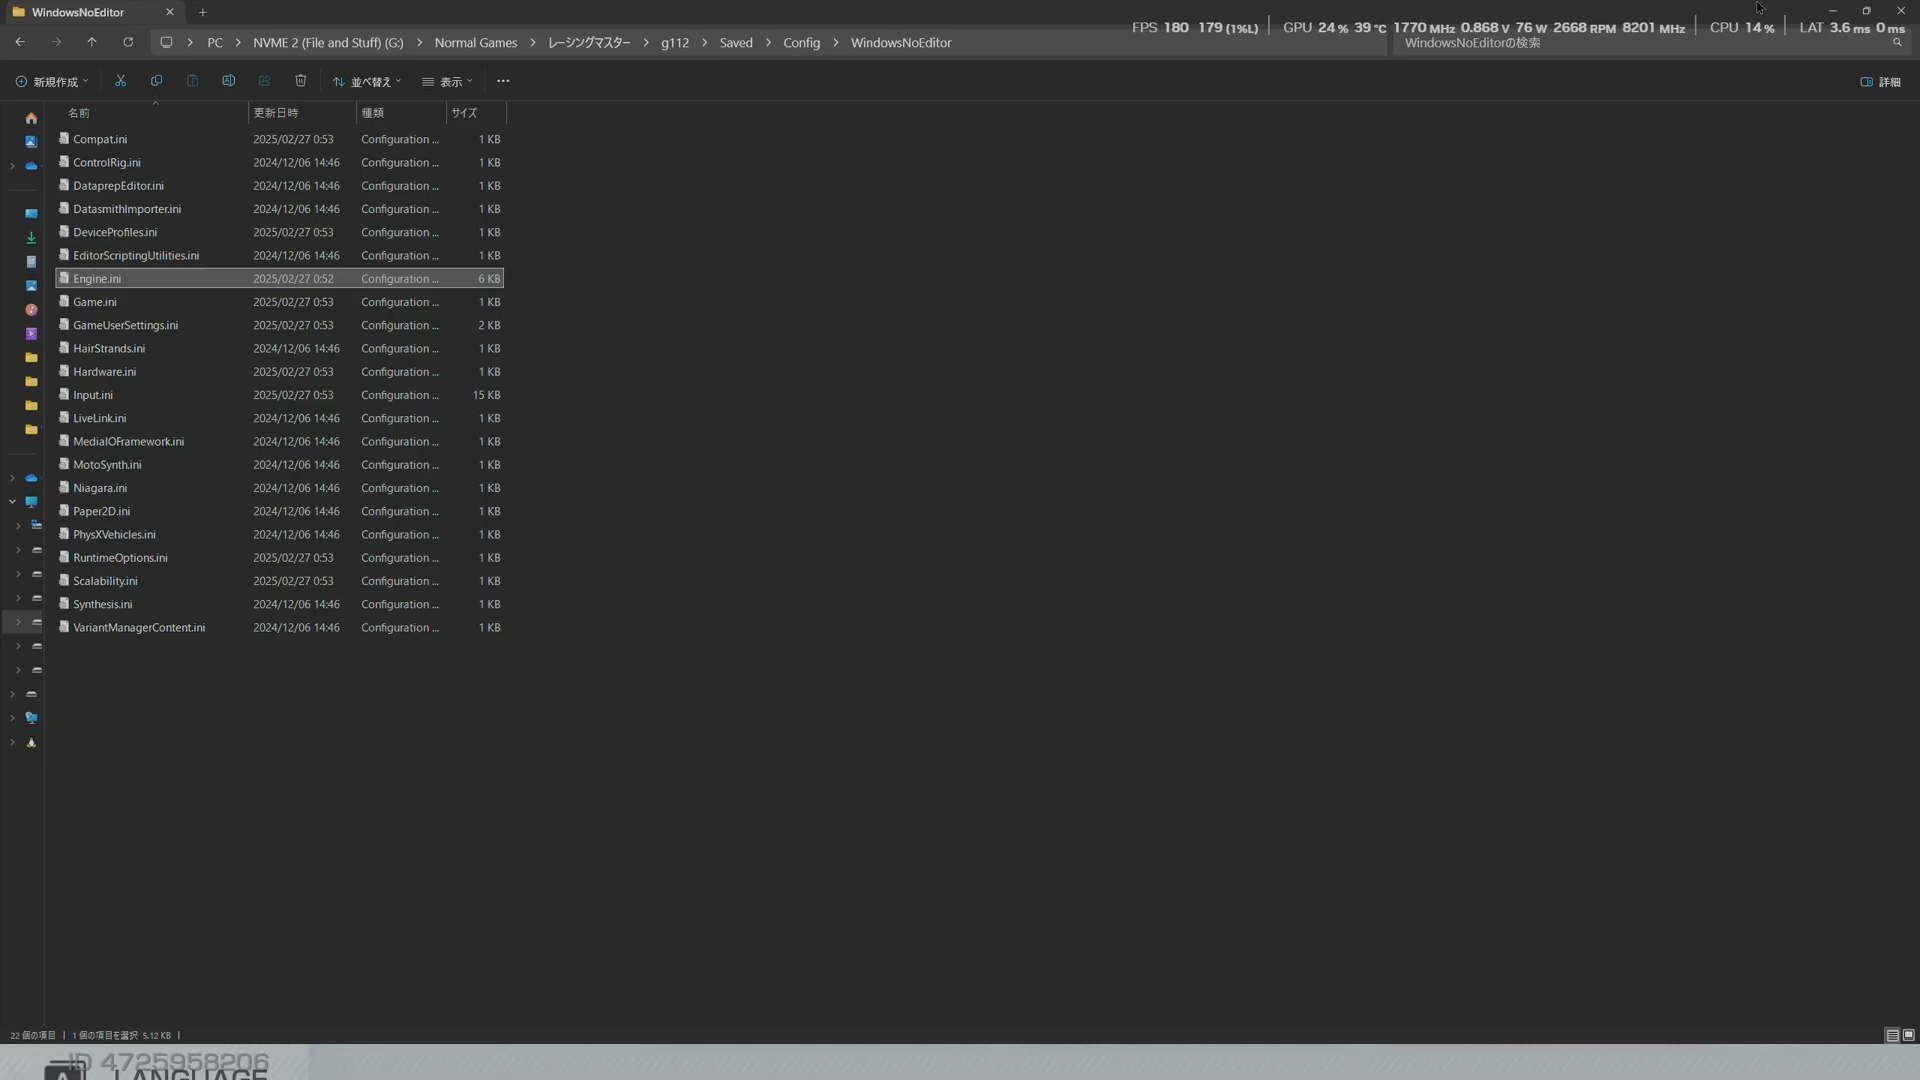 WindowsNoEditor
FPS 180 179 (1%L) | GPU 24 % 39 °C 1770 MHz 0.868 V 76 W 2668 RPM 8201 MHz | CPU 14 % | LAT 3.6 ms 0 ms
PC > NVME 2 (File and Stuff) (G:) > Normal Games > レーシングマスター > g112 > Saved > Config > WindowsNoEditor
WindowsNoEditorの検索
新規作成 並べ替え 表示 ... 詳細
名前 更新日時 種類 サイズ
Compat.ini 2025/02/27 0:53 Configuration ... 1 KB
ControlRig.ini 2024/12/06 14:46 Configuration ... 1 KB
DataprepEditor.ini 2024/12/06 14:46 Configuration ... 1 KB
DatasmithImporter.ini 2024/12/06 14:46 Configuration ... 1 KB
DeviceProfiles.ini 2025/02/27 0:53 Configuration ... 1 KB
EditorScriptingUtilities.ini 2024/12/06 14:46 Configuration ... 1 KB
Engine.ini 2025/02/27 0:52 Configuration ... 6 KB
Game.ini 2025/02/27 0:53 Configuration ... 1 KB
GameUserSettings.ini 2025/02/27 0:53 Configuration ... 2 KB
HairStrands.ini 2024/12/06 14:46 Configuration ... 1 KB
Hardware.ini 2025/02/27 0:53 Configuration ... 1 KB
Input.ini 2025/02/27 0:53 Configuration ... 15 KB
LiveLink.ini 2024/12/06 14:46 Configuration ... 1 KB
MediaIOFramework.ini 2024/12/06 14:46 Configuration ... 1 KB
MotoSynth.ini 2024/12/06 14:46 Configuration ... 1 KB
Niagara.ini 2024/12/06 14:46 Configuration ... 1 KB
Paper2D.ini 2024/12/06 14:46 Configuration ... 1 KB
PhysXVehicles.ini 2024/12/06 14:46 Configuration ... 1 KB
RuntimeOptions.ini 2025/02/27 0:53 Configuration ... 1 KB
Scalability.ini 2025/02/27 0:53 Configuration ... 1 KB
Synthesis.ini 2024/12/06 14:46 Configuration ... 1 KB
VariantManagerContent.ini 2024/12/06 14:46 Configuration ... 1 KB
22 個の項目 | 1 個の項目を選択 5.12 KB |
ID 4725958206
A LANGUAGE